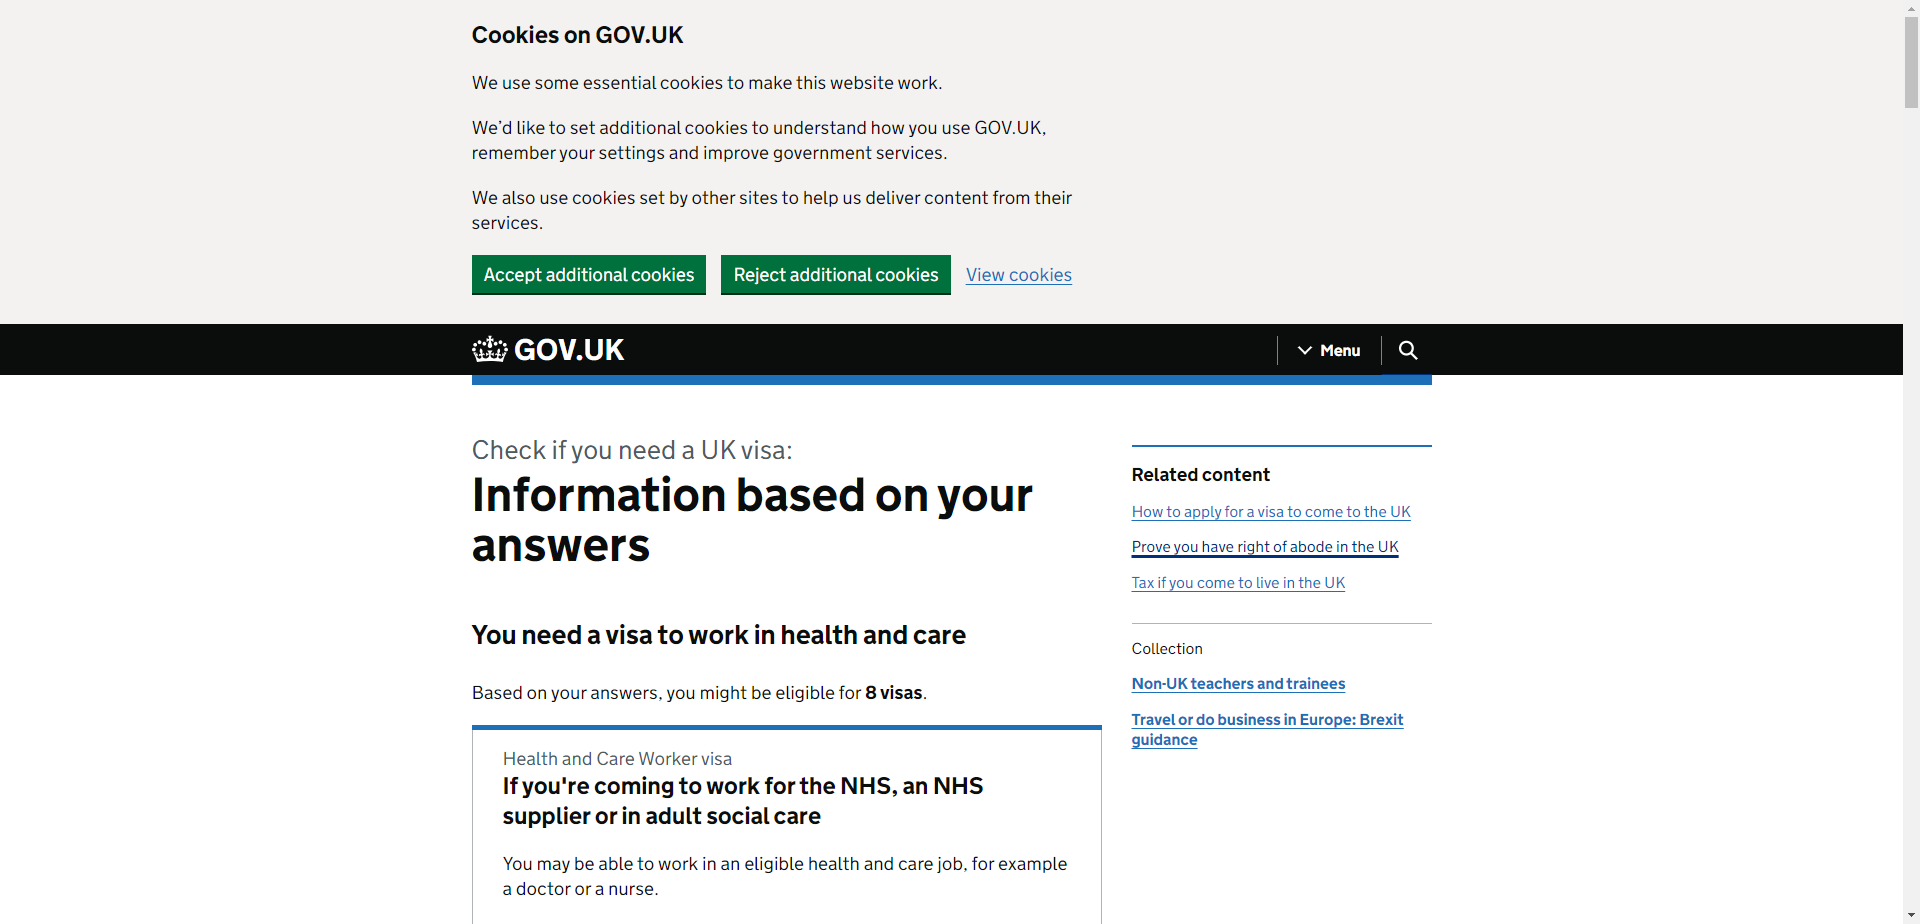 Cookies on GOV.UK
We use some essential cookies to make this website work.
We’d like to set additional cookies to understand how you use GOV.UK,
remember your settings and improve government services.
We also use cookies set by other sites to help us deliver content from their
services.
Accept additional cookies
Reject additional cookies
View cookies
GOV.UK
Menu
Check if you need a UK visa:
Information based on your
answers
You need a visa to work in health and care
Based on your answers, you might be eligible for 8 visas.
Health and Care Worker visa
If you're coming to work for the NHS, an NHS
supplier or in adult social care
You may be able to work in an eligible health and care job, for example
a doctor or a nurse.
Related content
How to apply for a visa to come to the UK
Prove you have right of abode in the UK
Tax if you come to live in the UK
Collection
Non-UK teachers and trainees
Travel or do business in Europe: Brexit
guidance